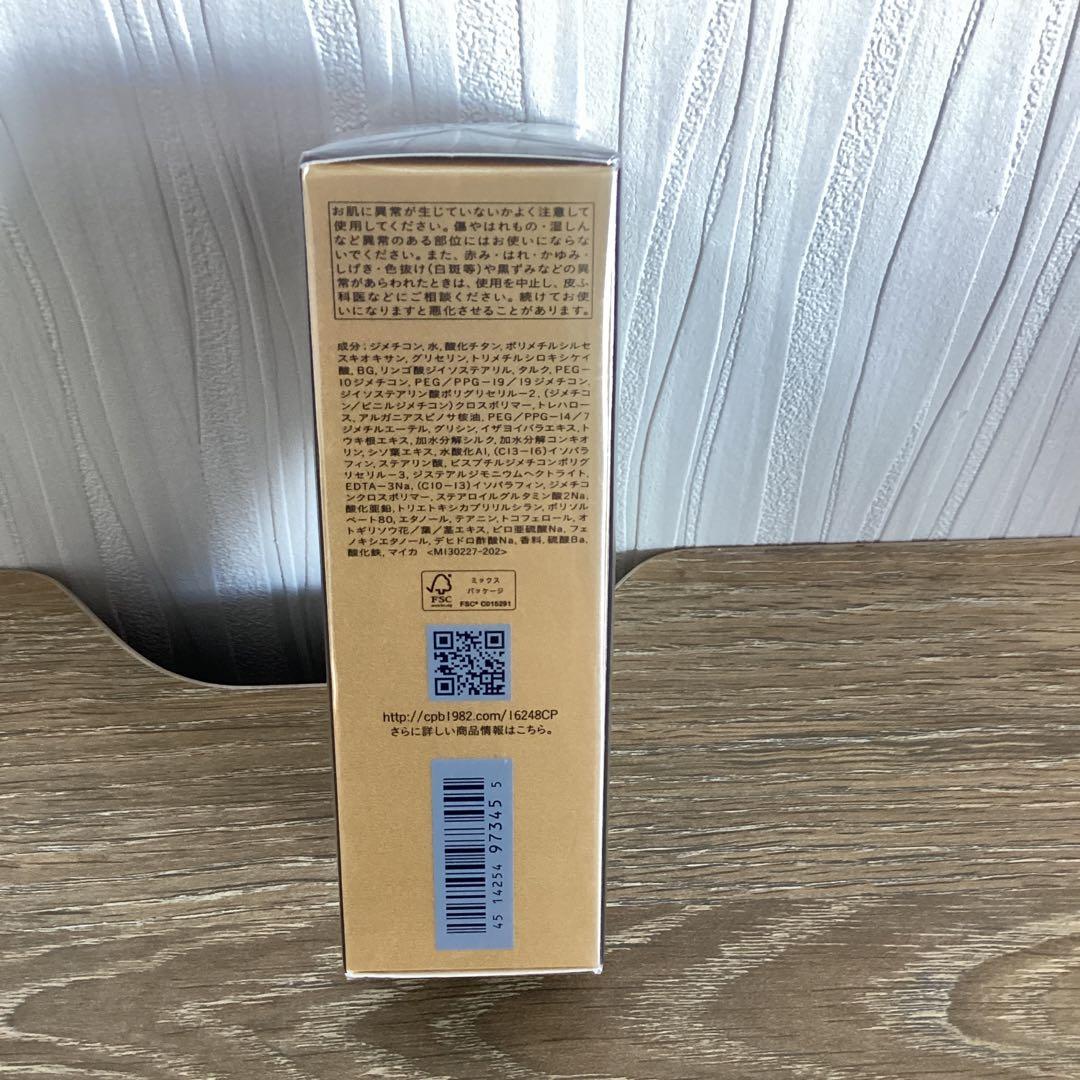 お肌に異常が生じていないかよく注意して
使用してください。傷やはれもの・湿しん
など異常のある部位にはお使いにならな
いでください。また、赤み・はれ・かゆみ・
しげき・色抜け(白斑等)や黒ずみなどの異
常があらわれたときは、使用を中止し、皮ふ
科医などにご相談ください。続けてお使
いになりますと悪化させることがあります。
成分:ジメチコン,水,酸化チタン,ポリメチルシルセ
スキオキサン,グリセリン,トリメチルシロキシケイ
酸,BG,リンゴ酸ジイソステアリル,タルク,PEG-
10ジメチコン,PEG/PPG-19/19ジメチコン,
ジイソステアリン酸ポリグリセリル-2,(ジメチ
コン/ビニルジメチコン)クロスポリマー,トレハロー
ス,アルガニアスピノサ核油,PEG/PPG-14/7
ジメチルエーテル,グリシン,イザヨイバラエキス,ト
ウキ根エキス,加水分解シルク,加水分解コンキオ
リン,シソ葉エキス,水酸化Al,(C13-16)イソパラ
フィン,ステアリン酸,ビスブチルジメチコンポリグ
リセリル-3,ジステアルジモニウムヘクトライト,
EDTA-3Na,(C10-13)イソパラフィン,ジメチコ
ンクロスポリマー,ステアロイルグルタミン酸2Na,
酸化亜鉛,トリエトキシカプリリルシラン,ポリソル
ベート80,エタノール,テアニン,トコフェロール,オ
トギリソウ花/葉/茎エキス,ピロ亜硫酸Na,フェ
ノキシエタノール,デヒドロ酢酸Na,香料,硫酸Ba,
酸化鉄,マイカ <MI30227-202>
FSC
ミックス
パッケージ
FSC® C015291
http://cpb1982.com/16248CP
さらに詳しい商品情報はこちら。
45 14254 97345 5